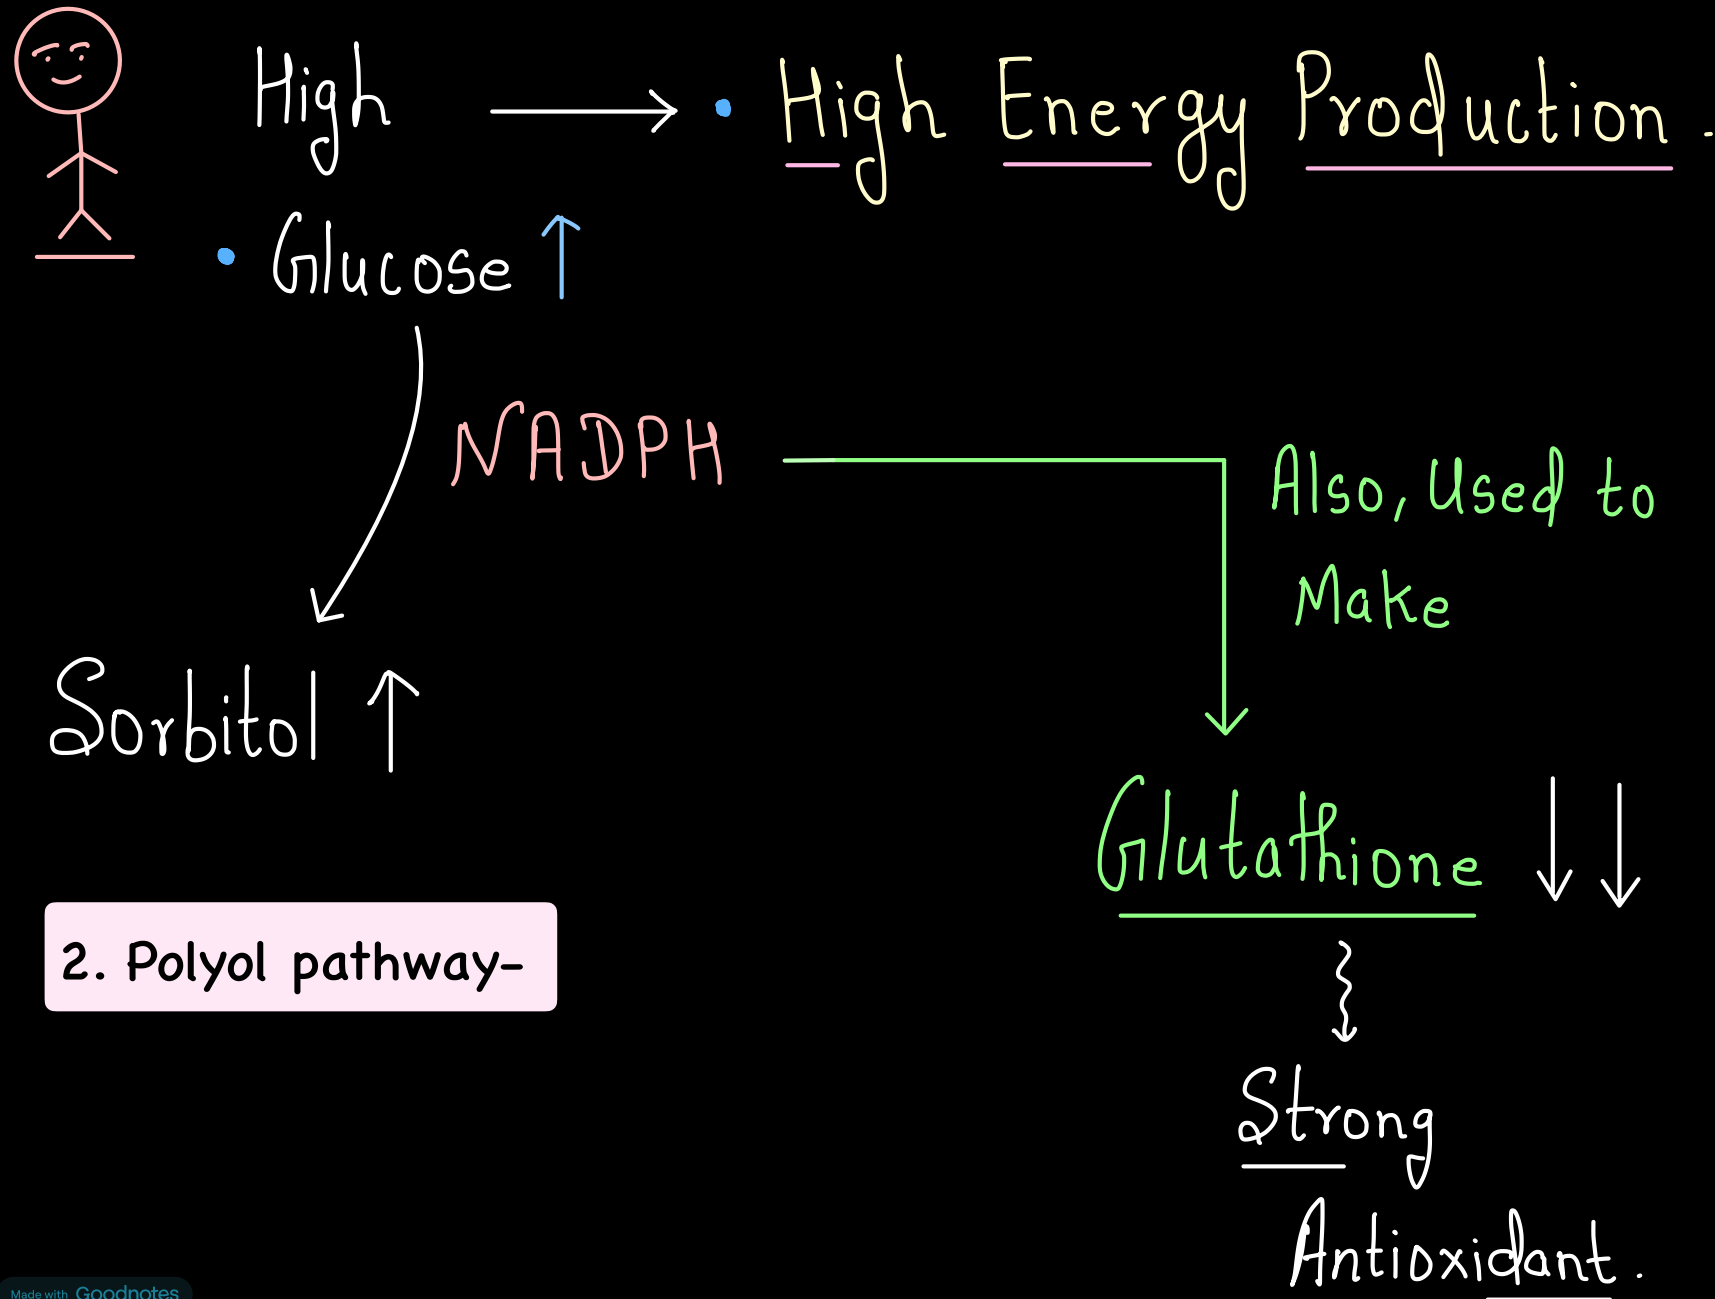 High → • High Energy Production.
• Glucose ↑
NADPH
Also, Used to
Make
Sorbitol ↑
Glutathione ↓ ↓
2. Polyol pathway-
Strong
Antioxidant.
Made with Goodnotes